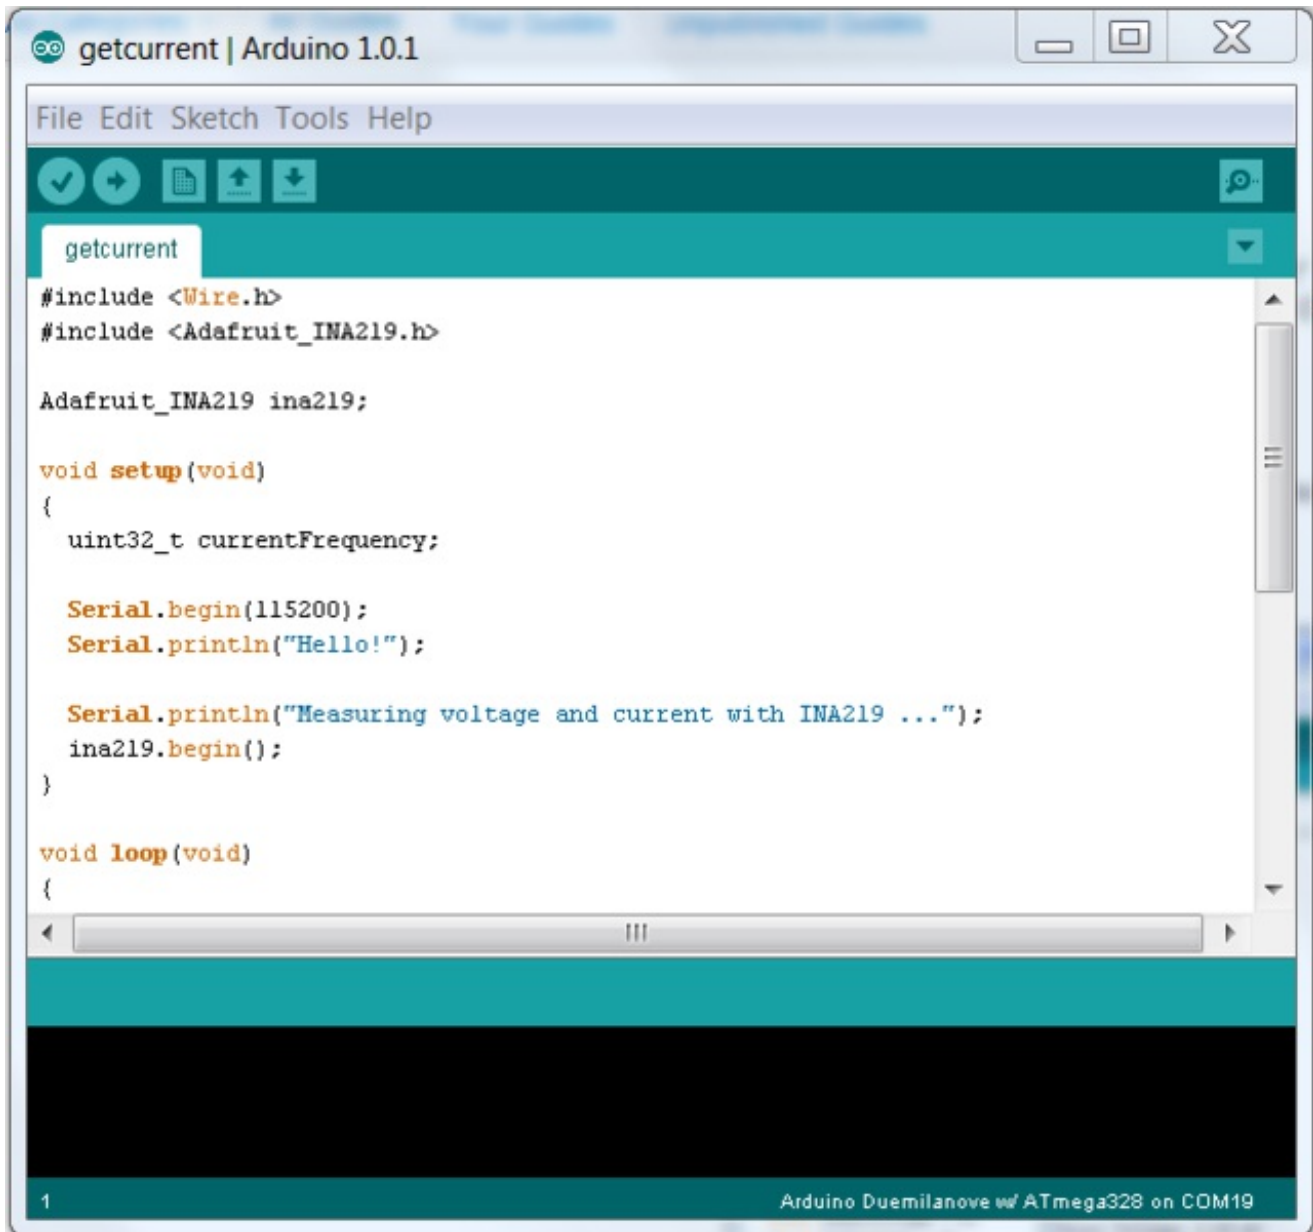 getcurrent | Arduino 1.0.1
File Edit Sketch Tools Help
getcurrent
#include <Wire.h>
#include <Adafruit_INA219.h>
Adafruit_INA219 ina219;
void setup(void)
{
uint32_t currentFrequency;
Serial.begin(115200);
Serial.println("Hello!");
Serial.println("Measuring voltage and current with INA219 ...");
ina219.begin();
}
void loop(void)
{
1
Arduino Duemilanove w/ ATmega328 on COM19